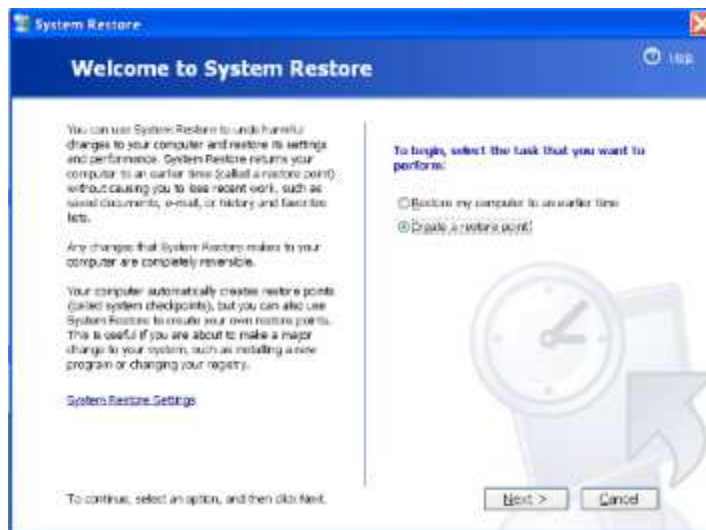 System Restore
Welcome to System Restore
Help
You can use System Restore to undo harmful
changes to your computer and restore its settings
and performance. System Restore returns your
computer to an earlier time (called a restore point)
without causing you to lose recent work, such as
saved documents, e-mail, or history and favorites
lists.
Any changes that System Restore makes to your
computer are completely reversible.
Your computer automatically creates restore points
(called system checkpoints), but you can also use
System Restore to create your own restore points.
This is useful if you are about to make a major
change to your system, such as installing a new
program or changing your registry.
System Restore Settings
To continue, select an option, and then click Next.
To begin, select the task that you want to
perform:
Restore my computer to an earlier time
Create a restore point
Next >
Cancel